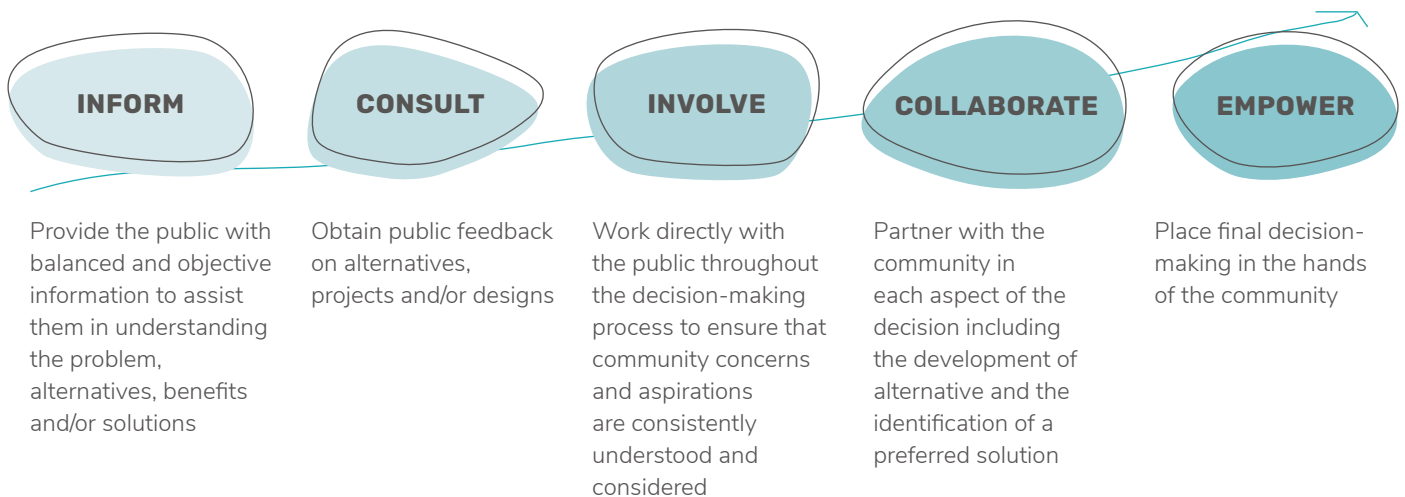 INFORM
Provide the public with
balanced and objective
information to assist
them in understanding
the problem,
alternatives, benefits
and/or solutions
CONSULT
Obtain public feedback
on alternatives,
projects and/or designs
INVOLVE
Work directly with
the public throughout
the decision-making
process to ensure that
community concerns
and aspirations
are consistently
understood and
considered
COLLABORATE
Partner with the
community in
each aspect of the
decision including
the development of
alternative and the
identification of a
preferred solution
EMPOWER
Place final decision-
making in the hands
of the community